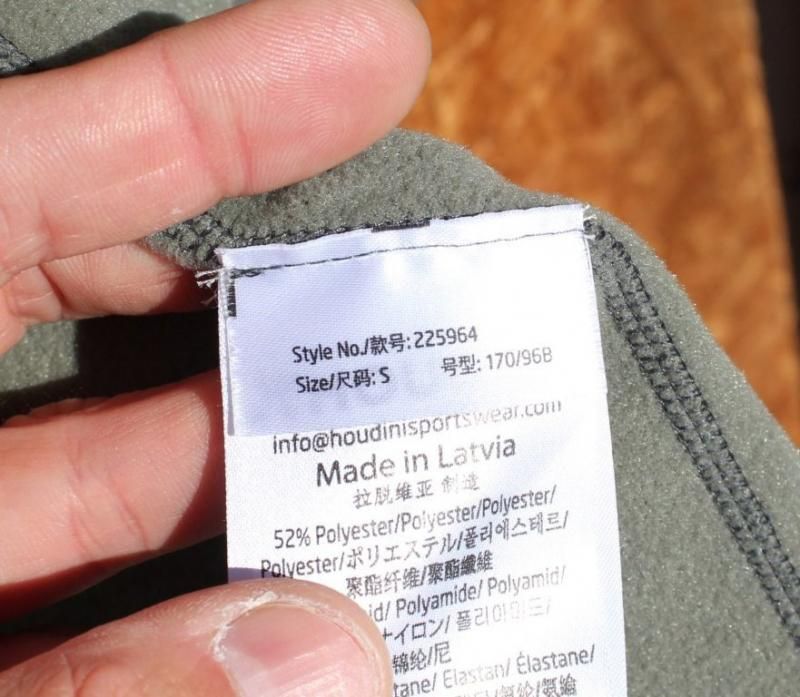 Style No./款号: 225964
Size/尺码: S 号型: 170/96B
info@houdinisportswear.com
Made in Latvia
拉脱维亚 制造
52% Polyester/Polyester/Polyester/
Polyester/ポリエステル/폴리에스테르/
聚酯纤维/聚酯纖維
Polyamide/ Polyamid/
ナイロン/ 폴리아미드/
锦纶/尼
Elastan/ Élastane/